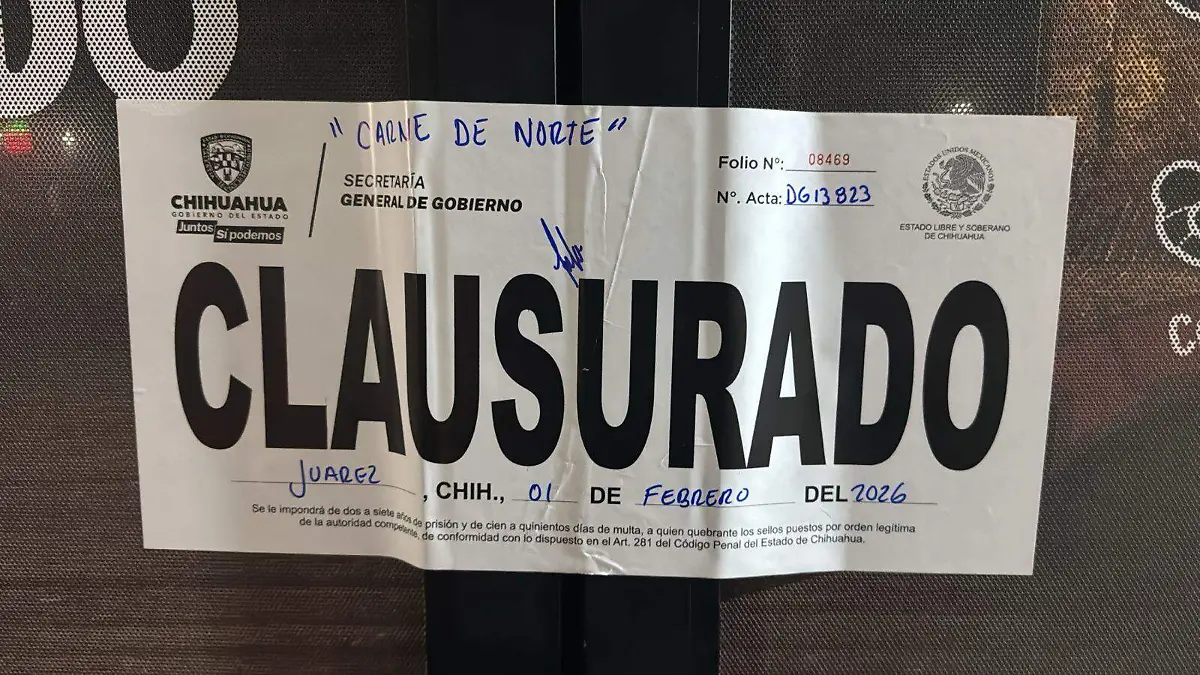 DO
" CARNE DE NORTE "
CHIHUAHUA
GOBIERNO DEL ESTADO
Juntos Sí podemos
SECRETARÍA
GENERAL DE GOBIERNO
Folio Nº: 08469
Nº. Acta: DG13823
ESTADOS UNIDOS MEXICANOS
ESTADO LIBRE Y SOBERANO
DE CHIHUAHUA
CLAUSURADO
JUAREZ, CHIH., 01 DE FEBRERO DEL 2026
Se le impondrá de dos a siete años de prisión y de cien a quinientos días de multa, a quien quebrante los sellos puestos por orden legítima
de la autoridad competente, de conformidad con lo dispuesto en el Art. 281 del Código Penal del Estado de Chihuahua.